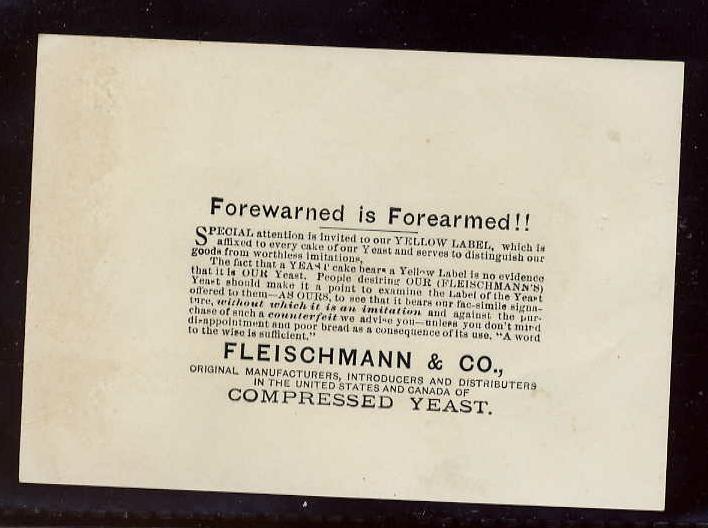 Forewarned is Forearmed!!
SPECIAL attention is invited to our YELLOW LABEL, which is
affixed to every cake of our Yeast and serves to distinguish our
goods from worthless imitations,
The fact that a YEAST cake bears a Yellow Label is no evidence
that it is OUR Yeast. People desiring OUR (FLEISCHMANN'S)
Yeast should make it a point to examine the Label of the Yeast
offered to them—AS OURS, to see that it bears our fac-simile signa-
ture, without which it is an imitation and against the pur-
chase of such a counterfeit we advise you—unless you don't mind
disappointment and poor bread as a consequence of its use. "A word
to the wise is sufficient."
FLEISCHMANN & CO.,
ORIGINAL MANUFACTURERS, INTRODUCERS AND DISTRIBUTERS
IN THE UNITED STATES AND CANADA OF
COMPRESSED YEAST.